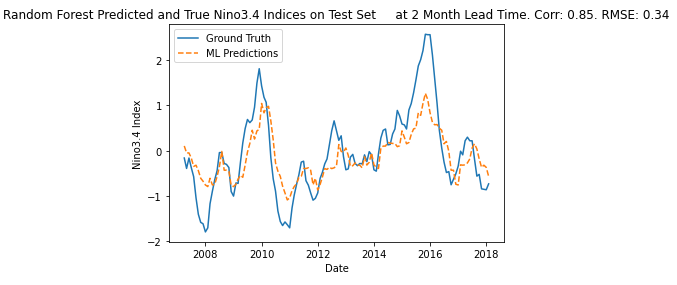 Random Forest Predicted and True Nino3.4 Indices on Test Set     at 2 Month Lead Time. Corr: 0.85. RMSE: 0.34
Ground Truth
ML Predictions
Nino3.4 Index
2
1
0
−1
−2
2008 2010 2012 2014 2016 2018
Date